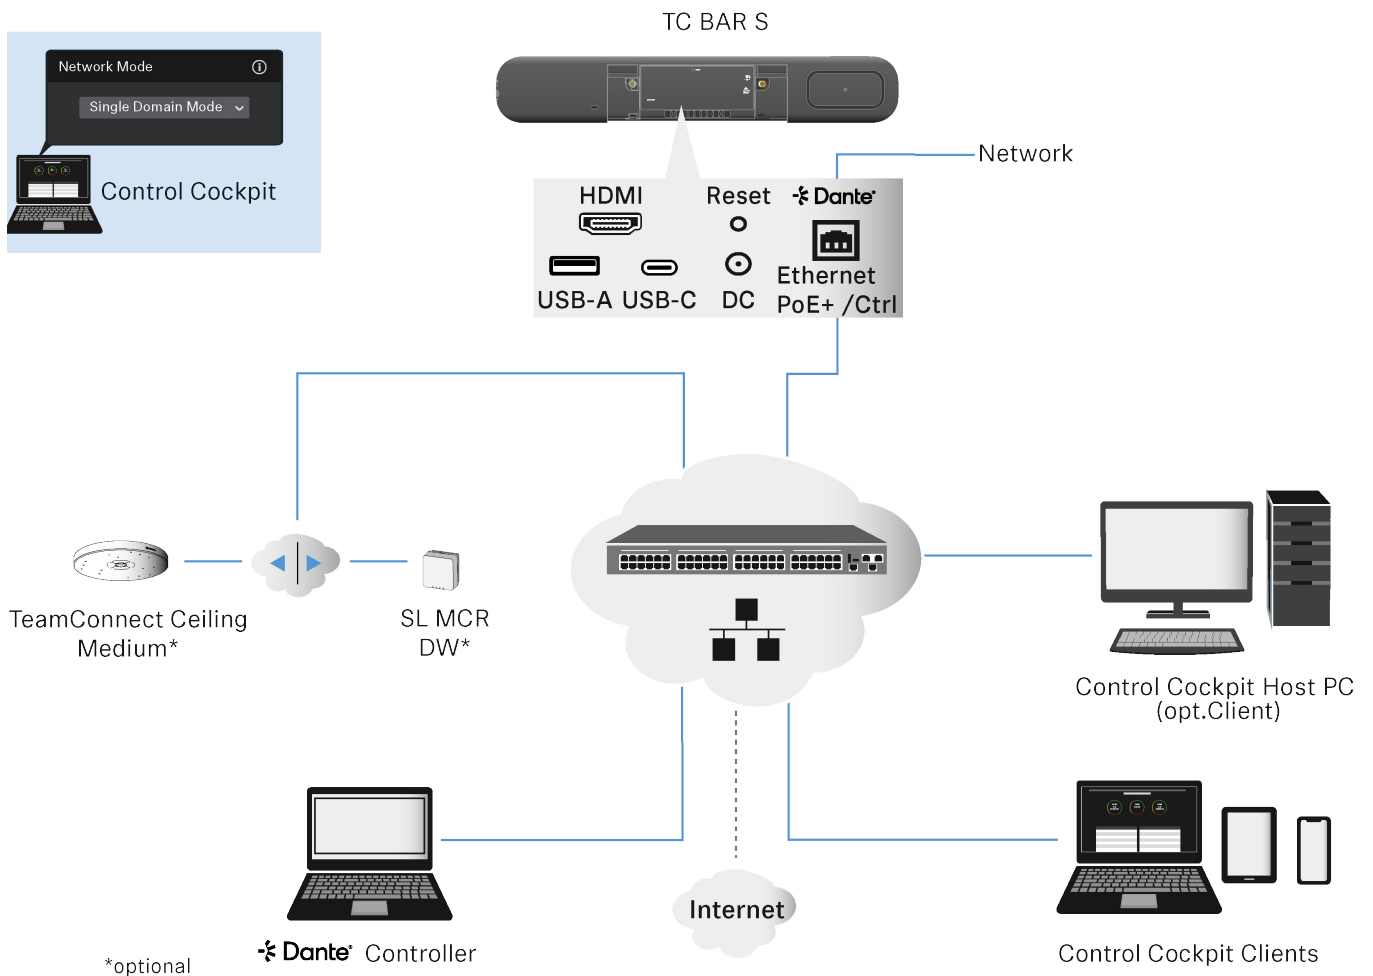 TC BAR S
Network Mode
Single Domain Mode
Control Cockpit
Network
HDMI
Reset
Dante®
USB-A
USB-C
DC
Ethernet
PoE+ /Ctrl
TeamConnect Ceiling
Medium*
SL MCR
DW*
Control Cockpit Host PC
(opt.Client)
Internet
Dante® Controller
Control Cockpit Clients
*optional